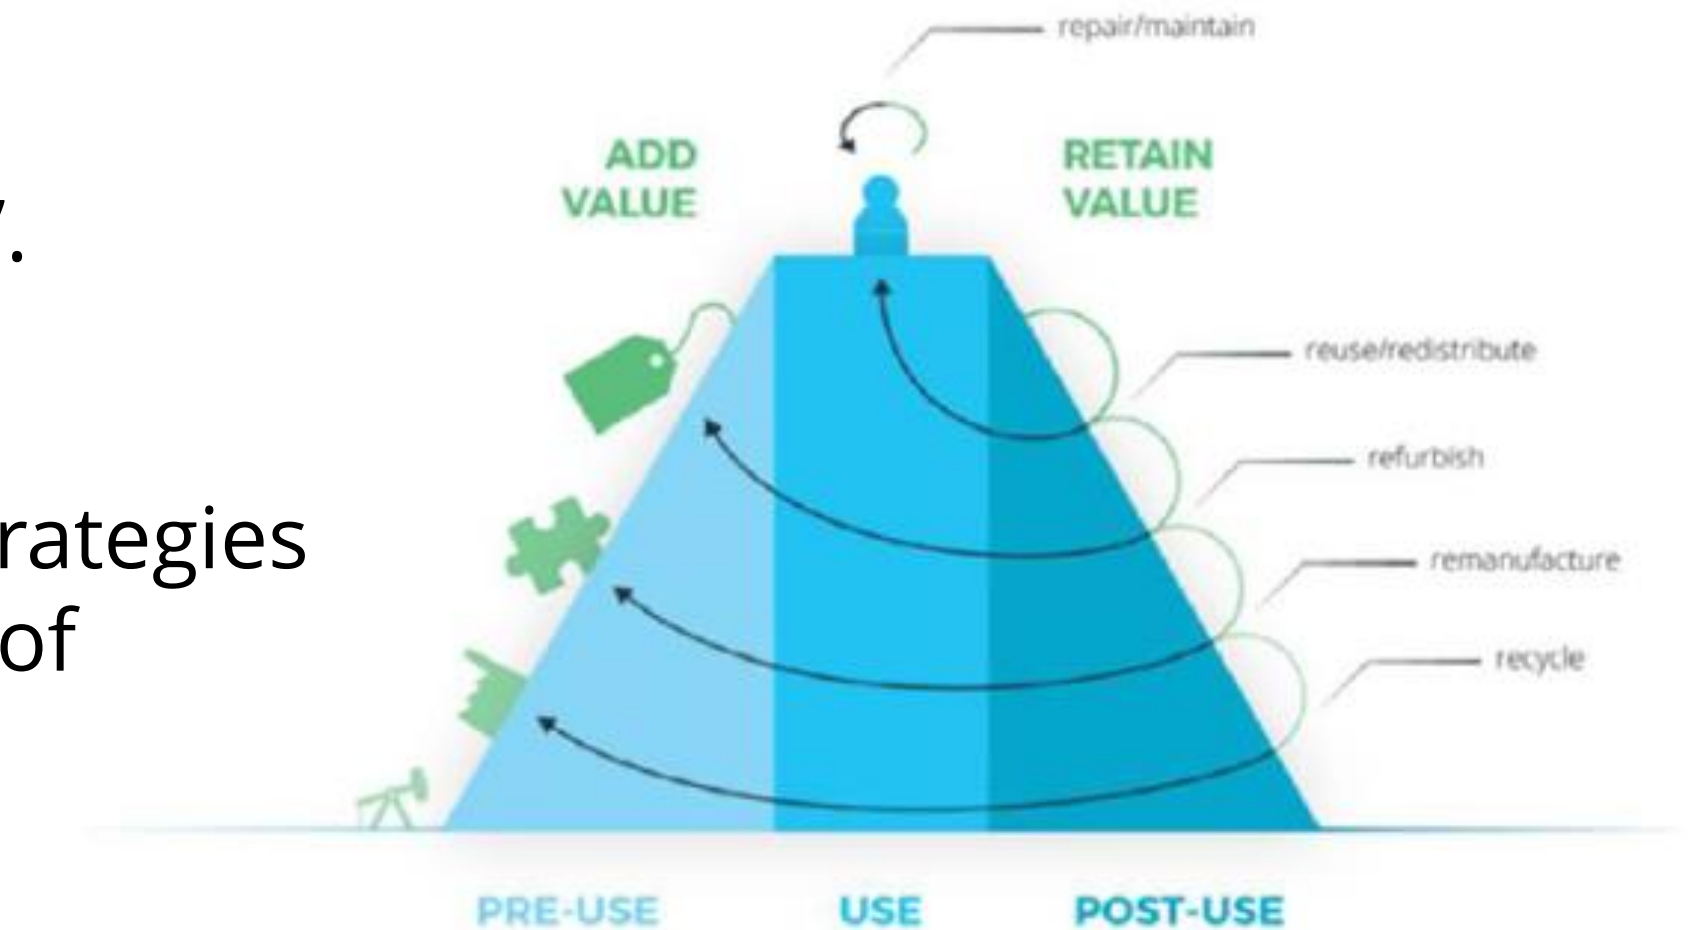 repair/maintain
ADD
VALUE
RETAIN
VALUE
.
reuse/redistribute
refurbish
rategies
remanufacture
of
recycle
PRE-USE
USE
POST-USE